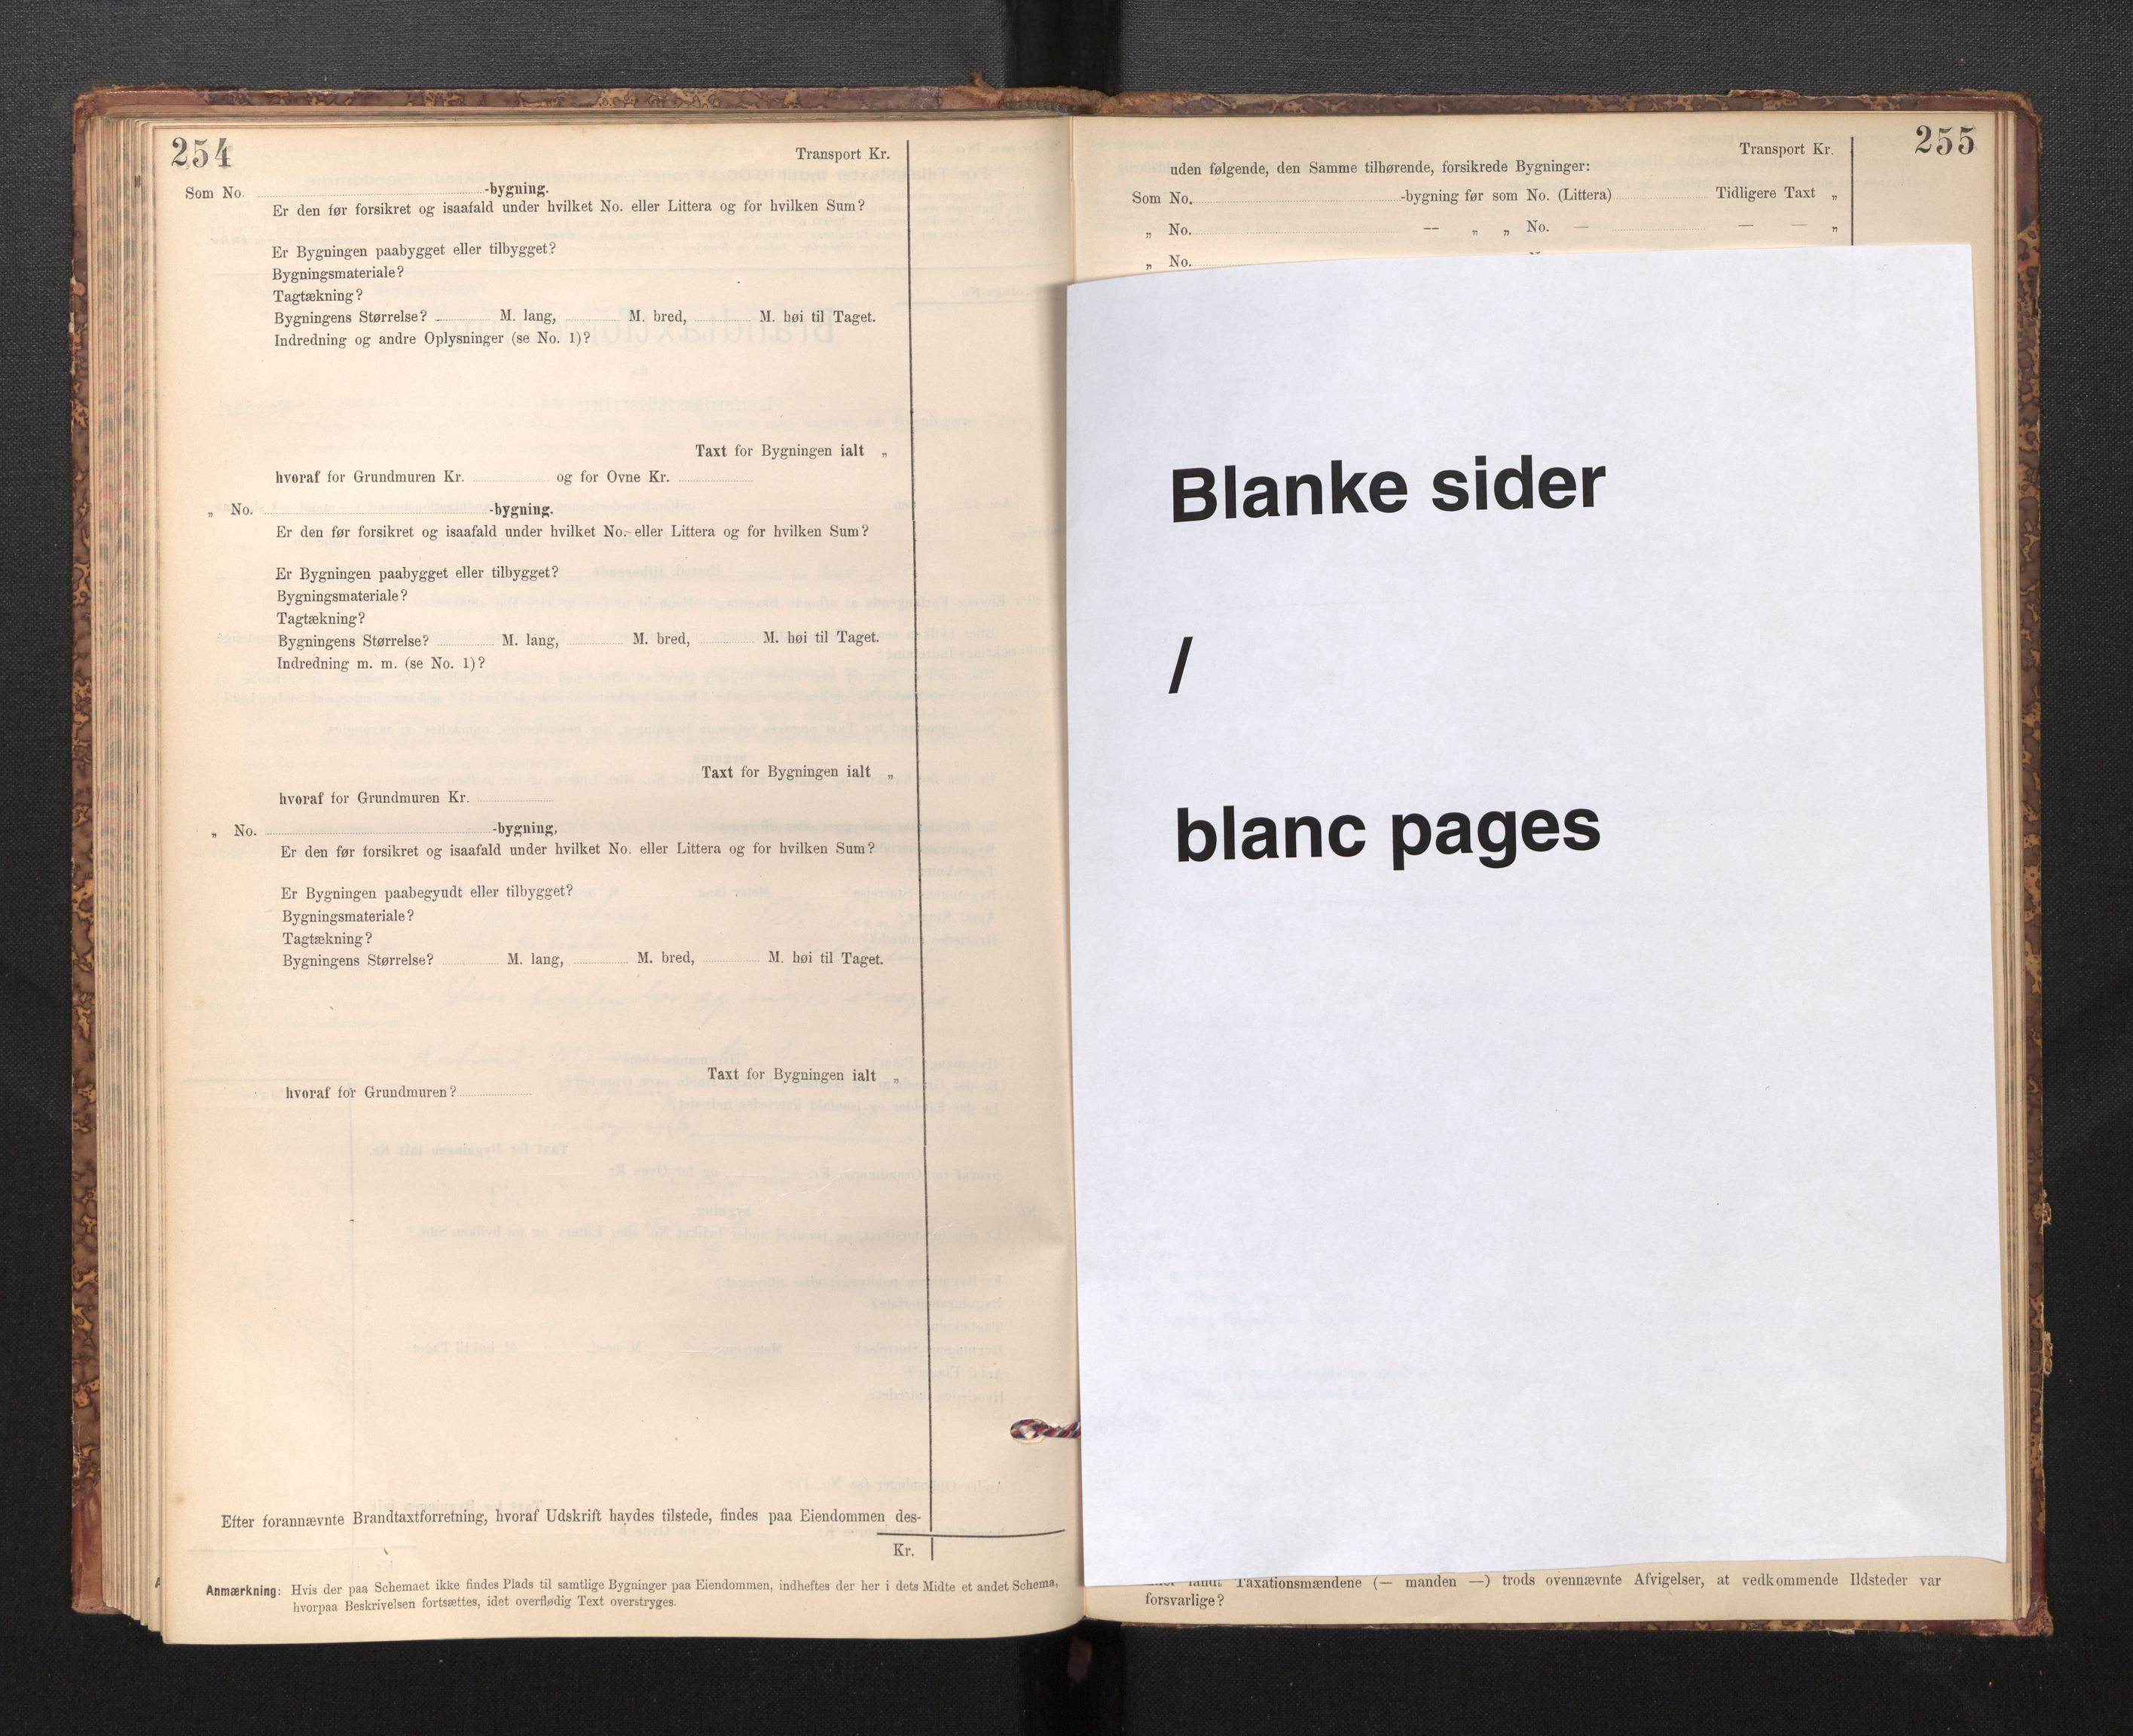 254
Transport Kr.
Som No. -bygning.
Er den før forsikret og isaafald under hvilket No. eller Littera og for hvilken Sum?
Er Bygningen paabygget eller tilbygget?
Bygningsmateriale?
Tagtækning?
Bygningens Størrelse? M. lang, M. bred, M. høi til Taget.
Indredning og andre Oplysninger (se No. 1)?
Taxt for Bygningen ialt „
hvoraf for Grundmuren Kr. og for Ovne Kr.
„ No. -bygning.
Er den før forsikret og isaafald under hvilket No. eller Littera og for hvilken Sum?
Er Bygningen paabygget eller tilbygget?
Bygningsmateriale?
Tagtækning?
Bygningens Størrelse? M. lang, M. bred, M. høi til Taget.
Indredning m. m. (se No. 1)?
Taxt for Bygningen ialt „
hvoraf for Grundmuren Kr.
„ No. -bygning,
Er den før forsikret og isaafald under hvilket No. eller Littera og for hvilken Sum?
Er Bygningen paabegyndt eller tilbygget?
Bygningsmateriale?
Tagtækning?
Bygningens Størrelse? M. lang, M. bred, M. høi til Taget.
Taxt for Bygningen ialt „
hvoraf for Grundmuren?
Efter forannævnte Brandtaxtforretning, hvoraf Udskrift havdes tilstede, findes paa Eiendommen des-
Kr.
Anmærkning: Hvis der paa Schemaet ikke findes Plads til samtlige Bygninger paa Eiendommen, indheftes der her i dets Midte et andet Schema,
hvorpaa Beskrivelsen fortsættes, idet overflødig Text overstryges.
255
Transport Kr.
uden følgende, den Samme tilhørende, forsikrede Bygninger:
Som No. -bygning før som No. (Littera) Tidligere Taxt „
„ No. — „ „ No. — — — „
„ No.
Blanke sider
/
blanc pages
Taxationsmændene (— manden —) trods ovennævnte Afvigelser, at vedkommende Ildsteder var
forsvarlige?